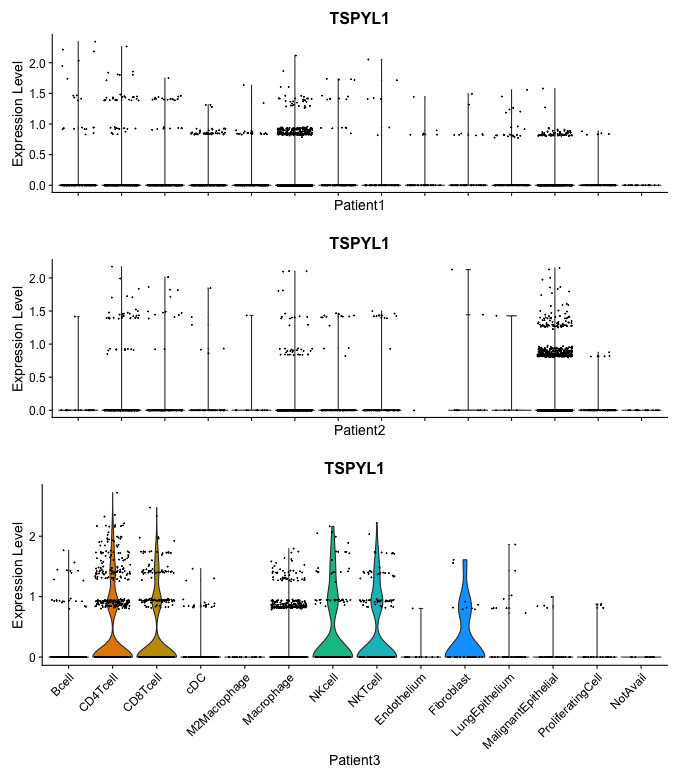 TSPYL1
Expression Level
2.0
1.5
1.0
0.5
0.0
Patient1
TSPYL1
Expression Level
2.0
1.5
1.0
0.5
0.0
Patient2
TSPYL1
Expression Level
2
1
0
Bcell
CD4Tcell
CD8Tcell
cDC
M2Macrophage
Macrophage
NKcell
NKTcell
Endothelium
Fibroblast
LungEpithelium
MalignantEpithelial
ProliferatingCell
NotAvail
Patient3